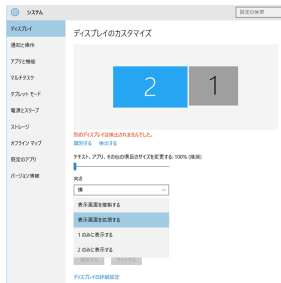 システム
設定の検索
ディスプレイ
通知と操作
アプリと機能
マルチタスク
タブレット モード
電源とスリープ
ストレージ
オフライン マップ
既定のアプリ
バージョン情報
ディスプレイのカスタマイズ
2
1
別のディスプレイは検出されませんでした。
識別する 検出する
テキスト、アプリ、その他の項目のサイズを変更する: 100% (推奨)
向き
横
表示画面を複製する
表示画面を拡張する
1 のみに表示する
2 のみに表示する
ディスプレイの詳細設定